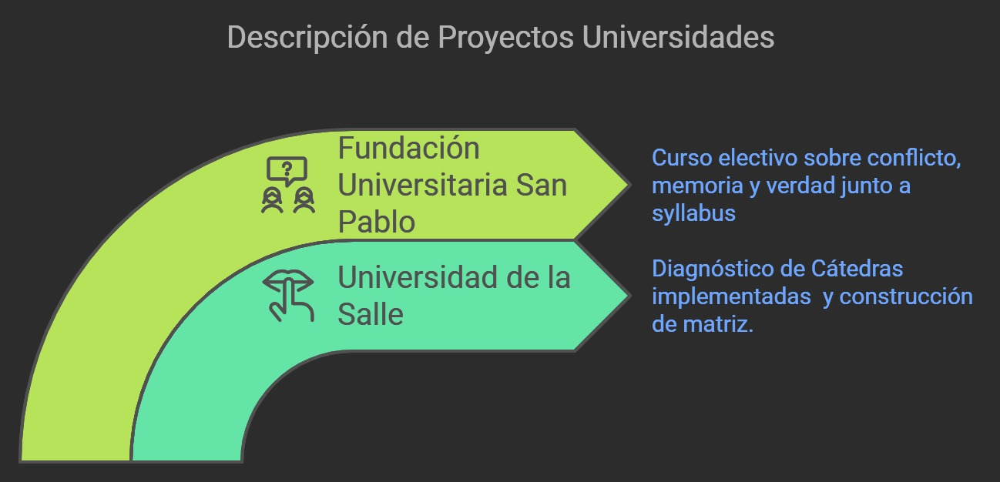 Descripción de Proyectos Universidades
Fundación
Universitaria San
Pablo
Curso electivo sobre conflicto,
memoria y verdad junto a
syllabus
?
Universidad de la
Salle
Diagnóstico de Cátedras
implementadas  y construcción
de matriz.